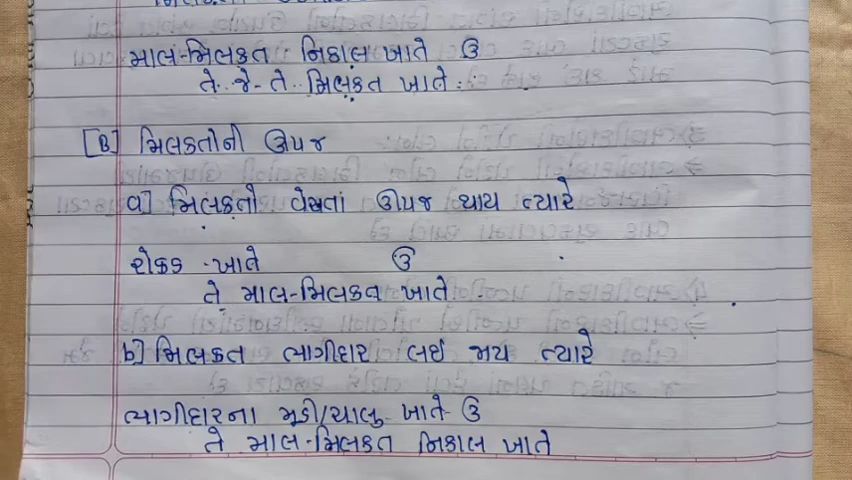 માલ-મિલકત નિકાલ ખાતે ઉ
તે.. જે- તે.. મિલકત ખાતે..
[B] મિલકતોની ઊપજ
a] મિલકતો વેચતાં ઊપજ થાય ત્યારે
રોકડ ખાતે ઉ
તે માલ-મિલકત ખાતે
b] મિલકત ભાગીદાર લઈ જાય ત્યારે
ભાગીદારના મૂડી/ચાલુ ખાતે ઉ
તે માલ-મિલકત નિકાલ ખાતે